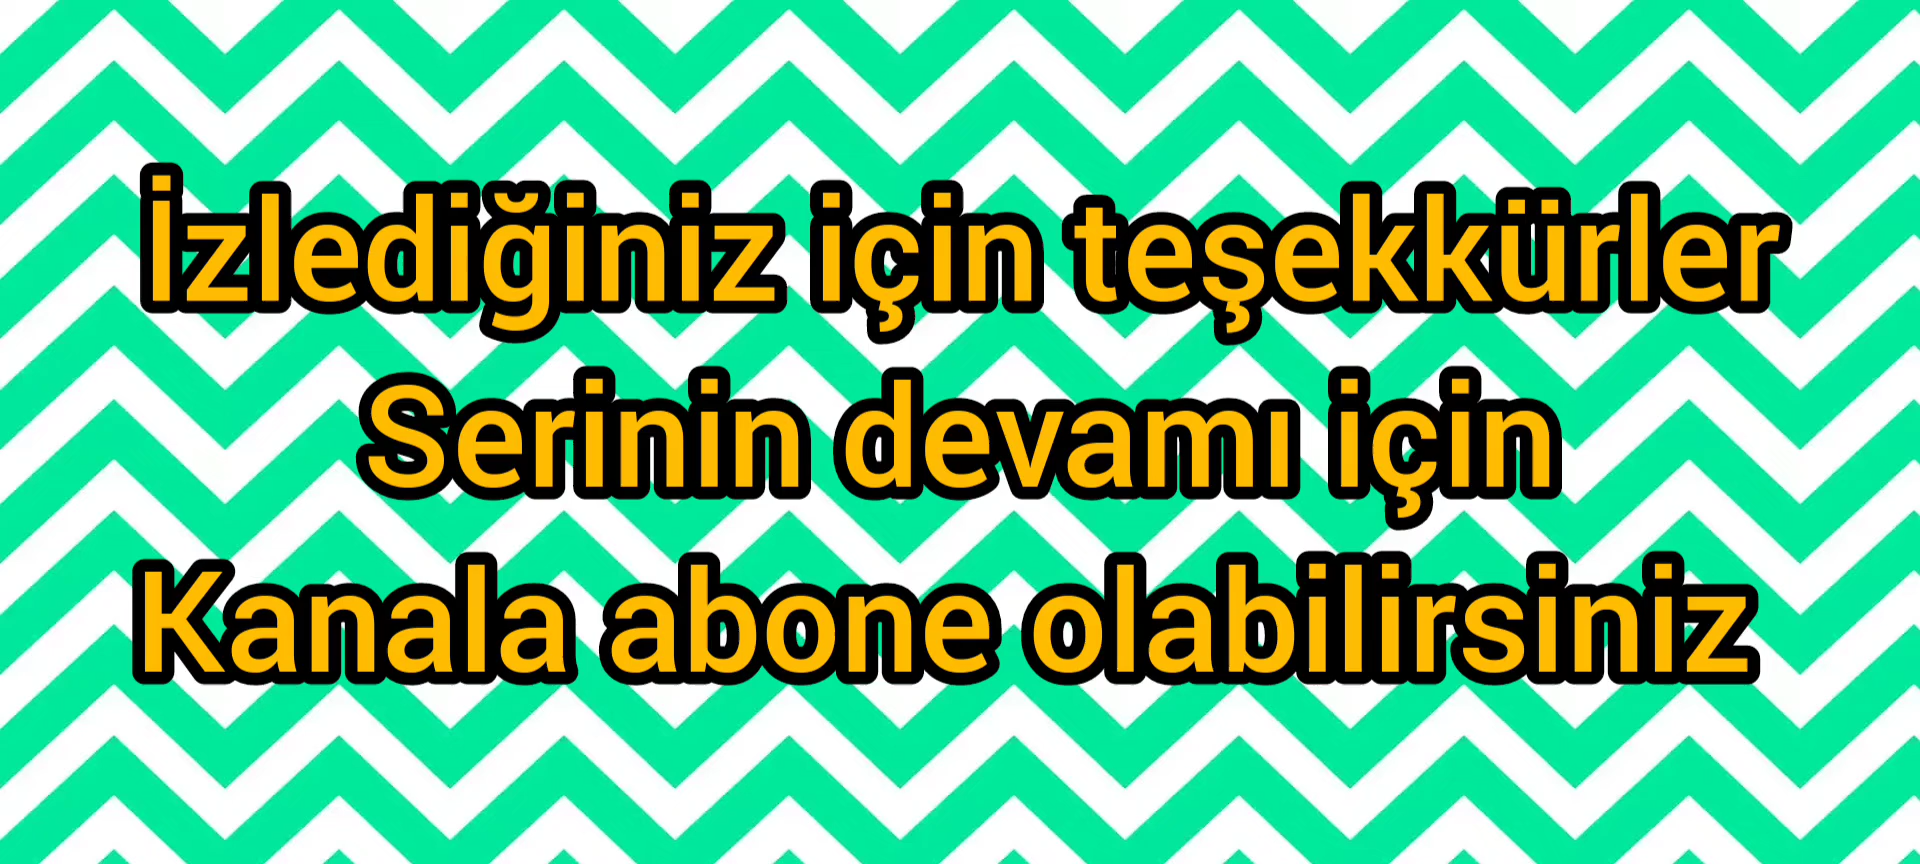 İzlediğiniz için teşekkürler
Serinin devamı için
Kanala abone olabilirsiniz